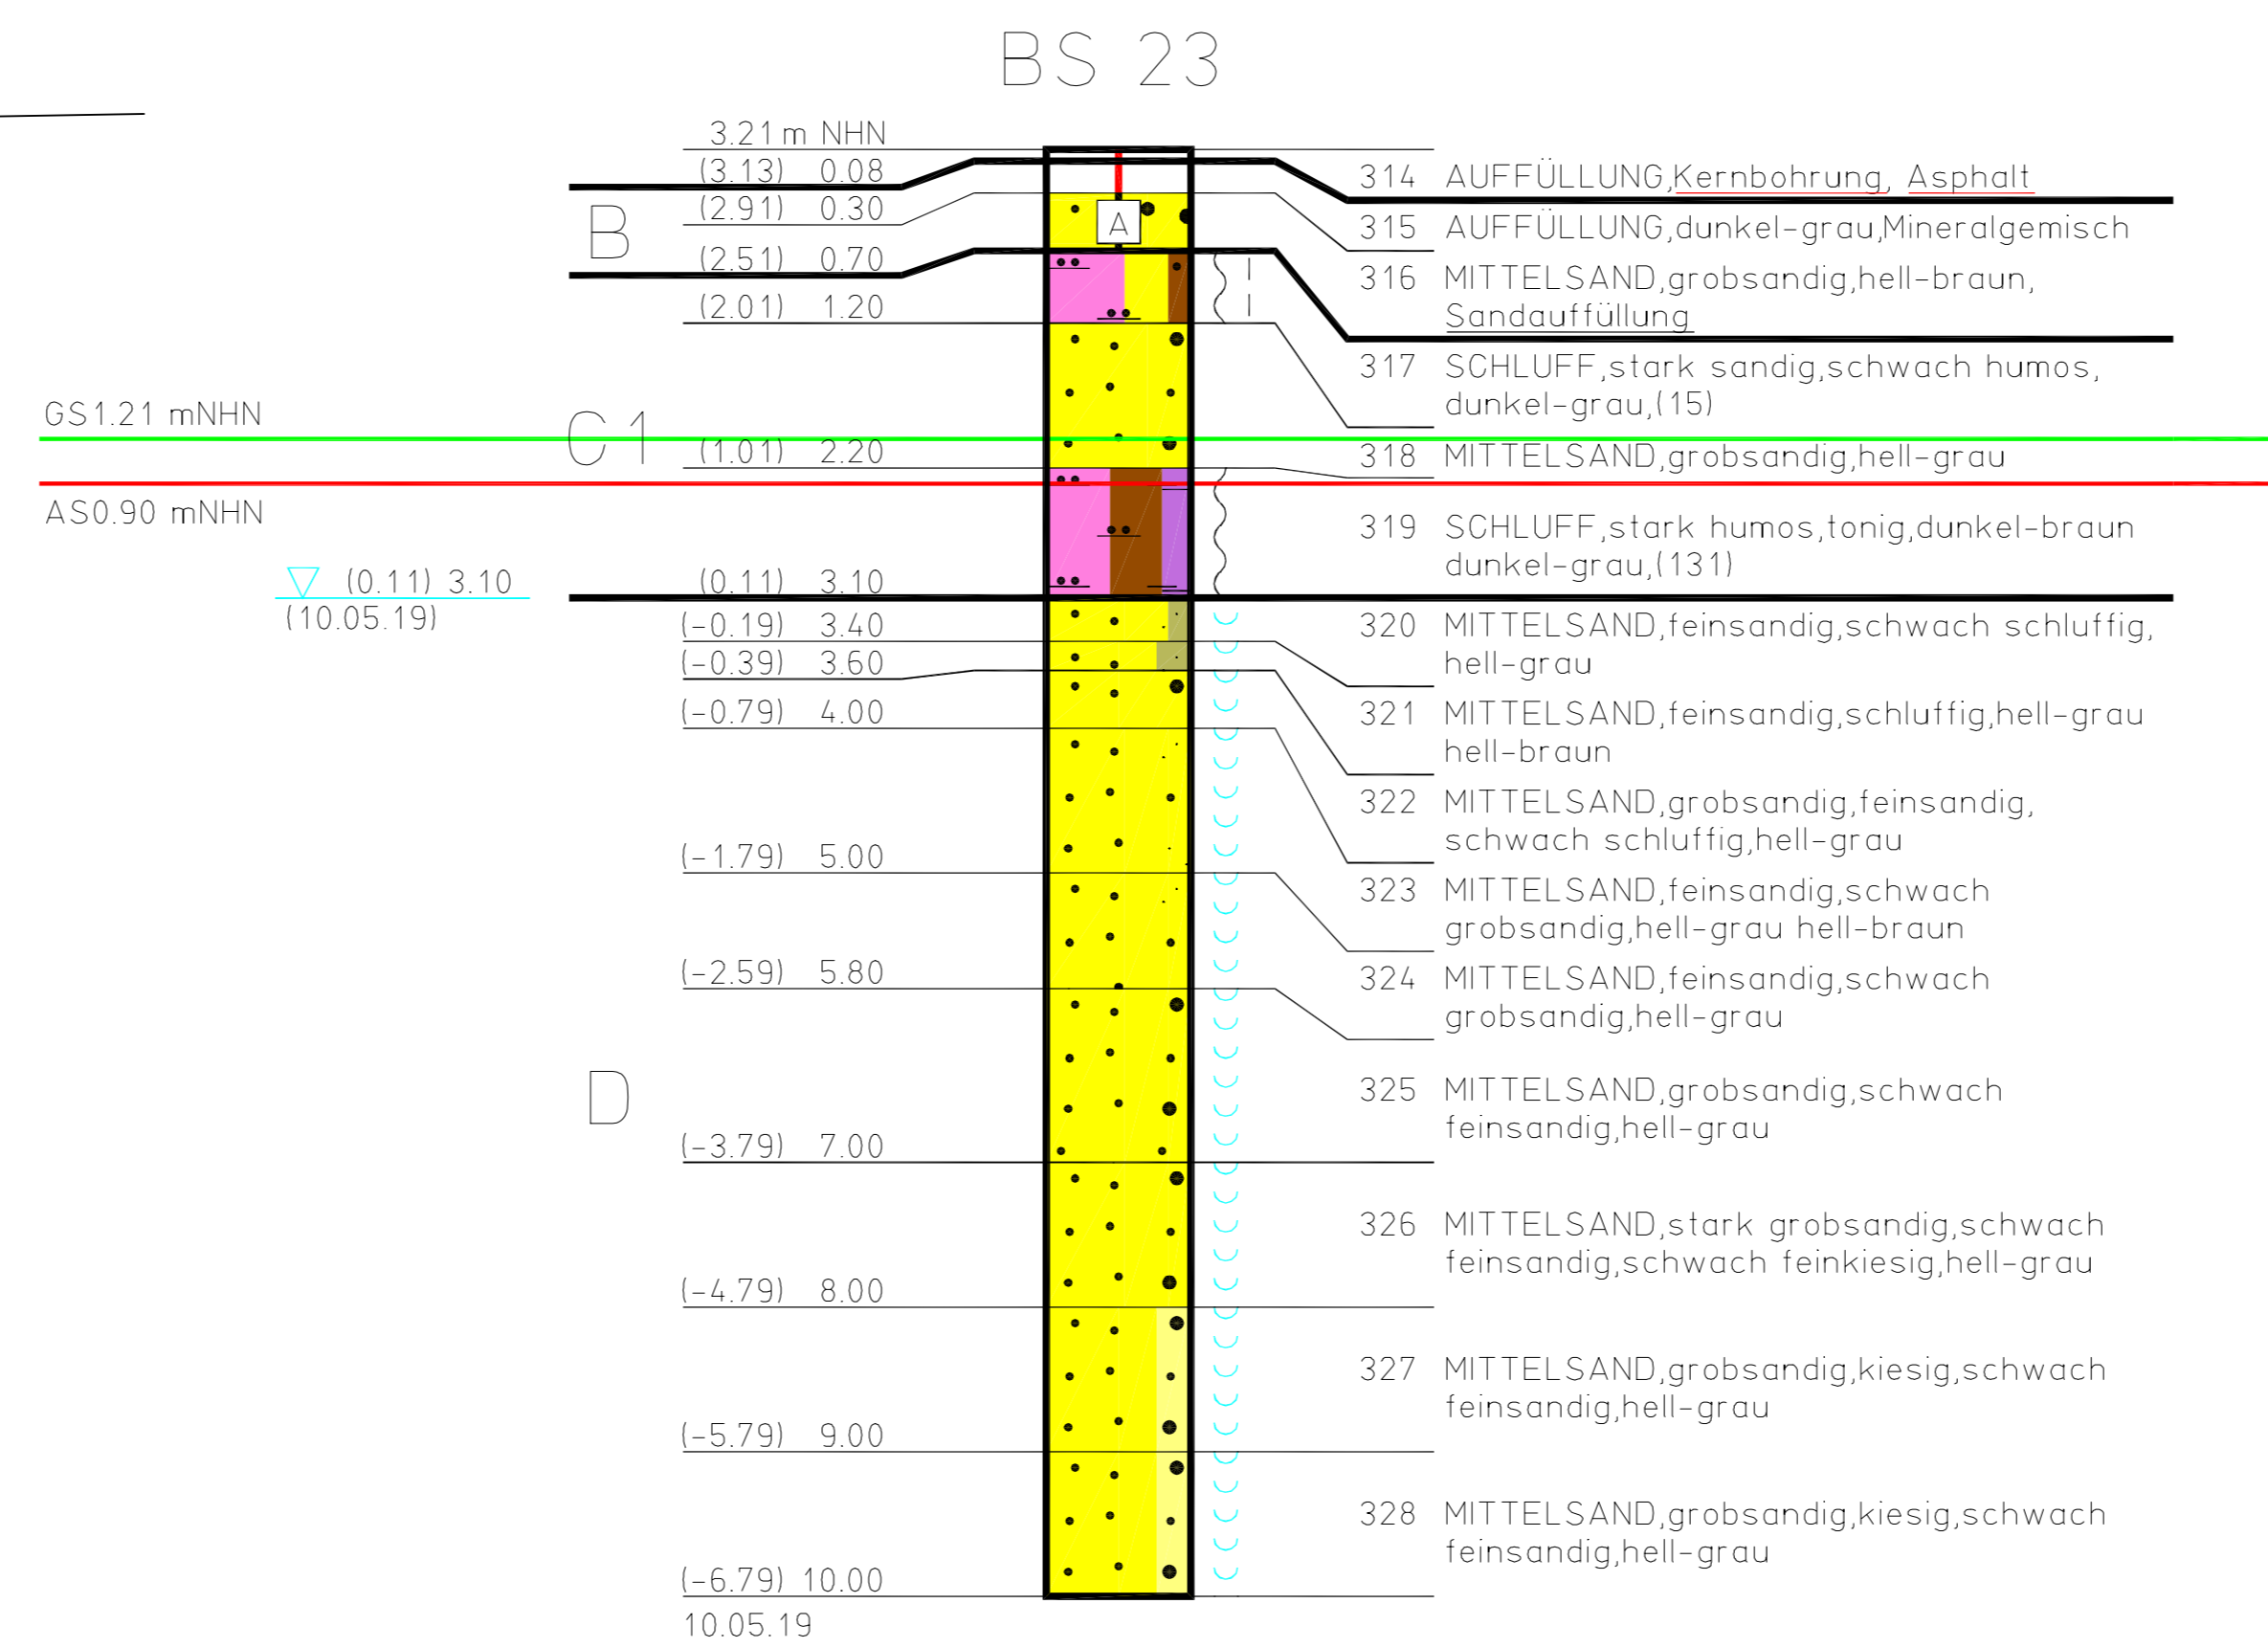 BS 23
3.21 m NHN
(3.13) 0.08
(2.91) 0.30
B
(2.51) 0.70
(2.01) 1.20
GS1.21 mNHN
C1
(1.01) 2.20
AS0.90 mNHN
(0.11) 3.10
(10.05.19)
(0.11) 3.10
(-0.19) 3.40
(-0.39) 3.60
(-0.79) 4.00
(-1.79) 5.00
(-2.59) 5.80
D
(-3.79) 7.00
(-4.79) 8.00
(-5.79) 9.00
(-6.79) 10.00
10.05.19
A
314 AUFFÜLLUNG,Kernbohrung, Asphalt
315 AUFFÜLLUNG,dunkel-grau,Mineralgemisch
316 MITTELSAND,grobsandig,hell-braun,
Sandauffüllung
317 SCHLUFF,stark sandig,schwach humos,
dunkel-grau,(15)
318 MITTELSAND,grobsandig,hell-grau
319 SCHLUFF,stark humos,tonig,dunkel-braun
dunkel-grau,(131)
320 MITTELSAND,feinsandig,schwach schluffig,
hell-grau
321 MITTELSAND,feinsandig,schluffig,hell-grau
hell-braun
322 MITTELSAND,grobsandig,feinsandig,
schwach schluffig,hell-grau
323 MITTELSAND,feinsandig,schwach
grobsandig,hell-grau hell-braun
324 MITTELSAND,feinsandig,schwach
grobsandig,hell-grau
325 MITTELSAND,grobsandig,schwach
feinsandig,hell-grau
326 MITTELSAND,stark grobsandig,schwach
feinsandig,schwach feinkiesig,hell-grau
327 MITTELSAND,grobsandig,kiesig,schwach
feinsandig,hell-grau
328 MITTELSAND,grobsandig,kiesig,schwach
feinsandig,hell-grau